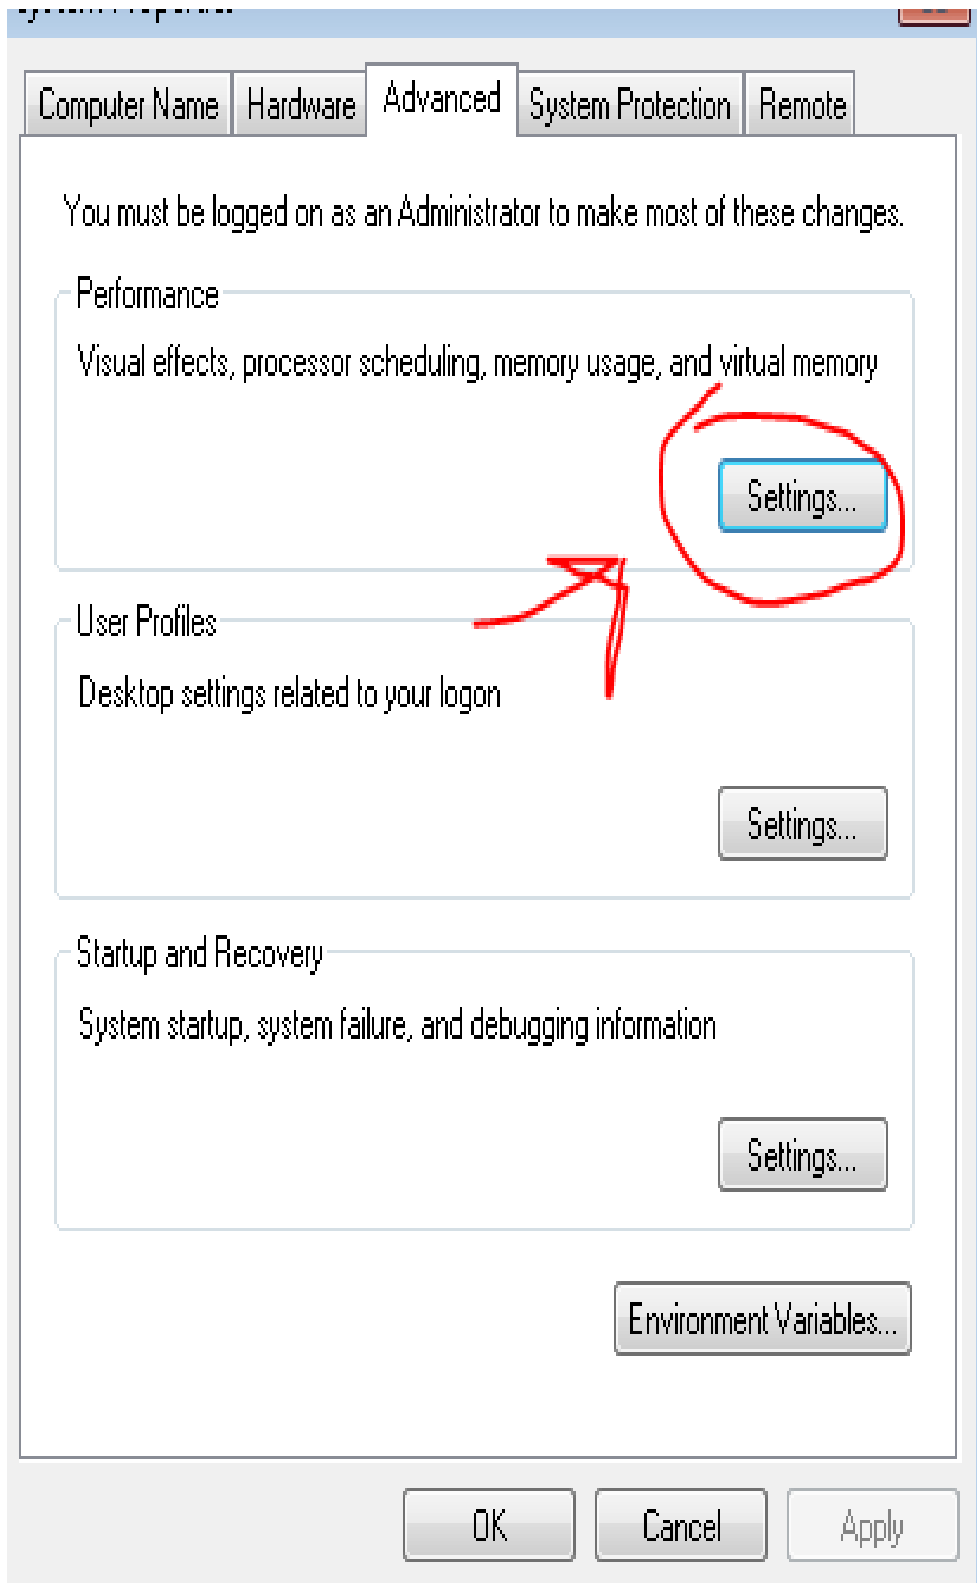 Computer Name Hardware Advanced System Protection Remote
You must be logged on as an Administrator to make most of these changes.
Performance
Visual effects, processor scheduling, memory usage, and virtual memory
Settings...
User Profiles
Desktop settings related to your logon
Settings...
Startup and Recovery
System startup, system failure, and debugging information
Settings...
Environment Variables...
OK Cancel Apply